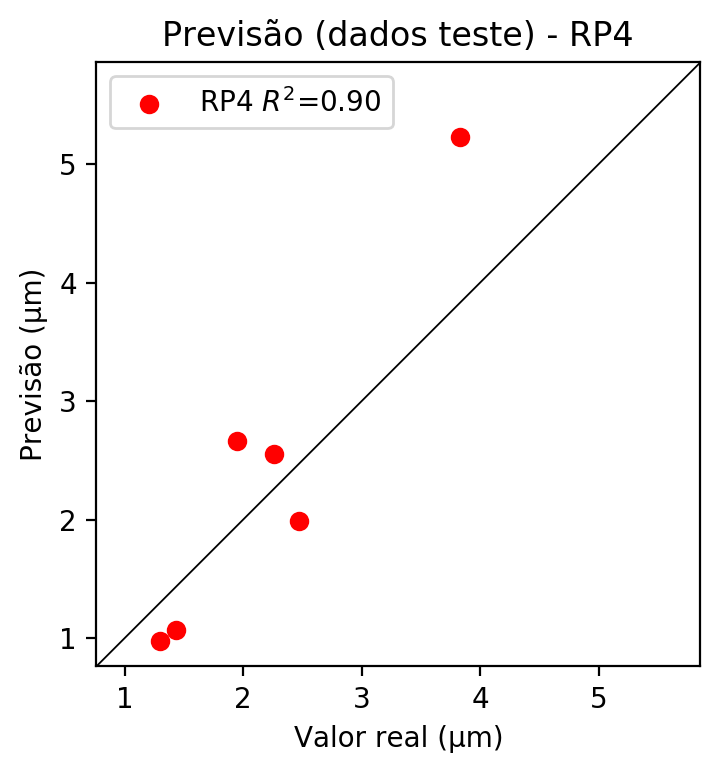 Previsão (dados teste) - RP4
RP4 R²=0.90
Previsão (µm)
5
4
3
2
1
1 2 3 4 5
Valor real (µm)